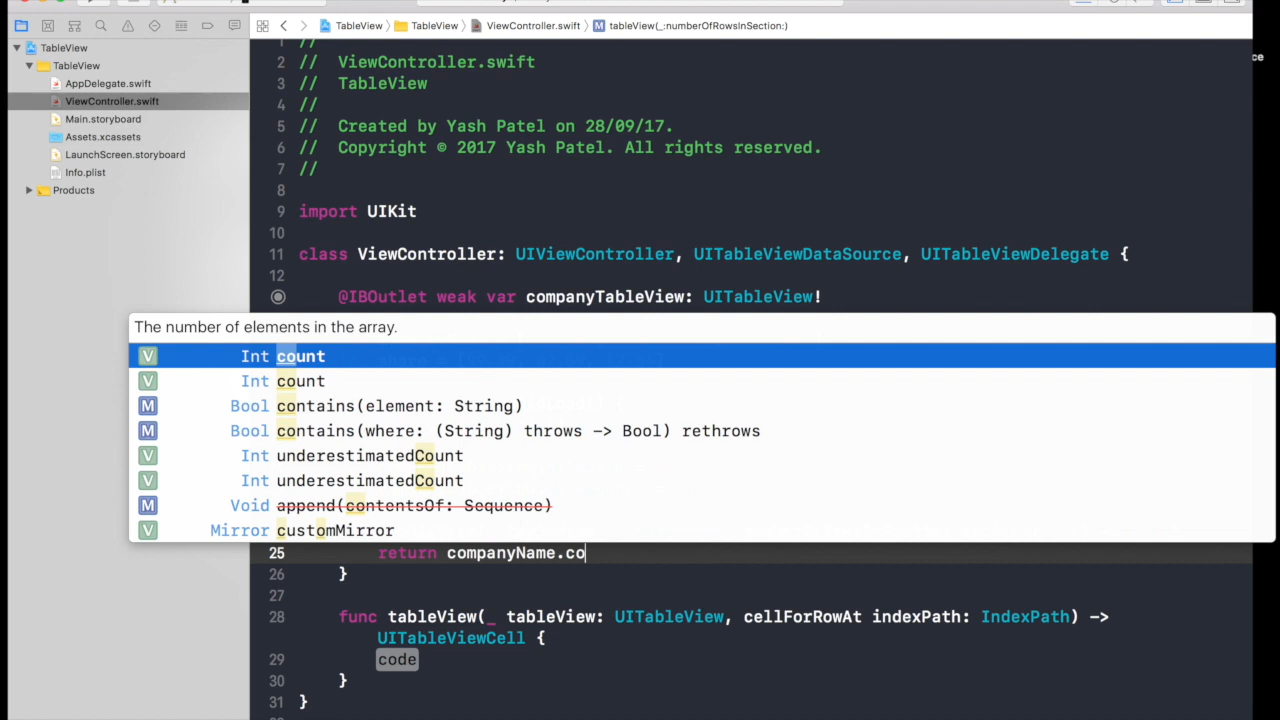 TableView
TableView
ViewController.swift
tableView(_:numberOfRowsInSection:)
TableView
TableView
AppDelegate.swift
ViewController.swift
Main.storyboard
Assets.xcassets
LaunchScreen.storyboard
Info.plist
Products
1 //
2 // ViewController.swift
3 // TableView
4 //
5 // Created by Yash Patel on 28/09/17.
6 // Copyright © 2017 Yash Patel. All rights reserved.
7 //
8
9 import UIKit
10
11 class ViewController: UIViewController, UITableViewDataSource, UITableViewDelegate {
12
@IBOutlet weak var companyTableView: UITableView!
The number of elements in the array.
V Int count
V Int count
M Bool contains(element: String)
M Bool contains(where: (String) throws -> Bool) rethrows
V Int underestimatedCount
V Int underestimatedCount
M Void append(contentsOf: Sequence)
V Mirror customMirror
25 return companyName.co
26 }
27
28 func tableView(_ tableView: UITableView, cellForRowAt indexPath: IndexPath) ->
UITableViewCell {
29 code
30 }
31 }